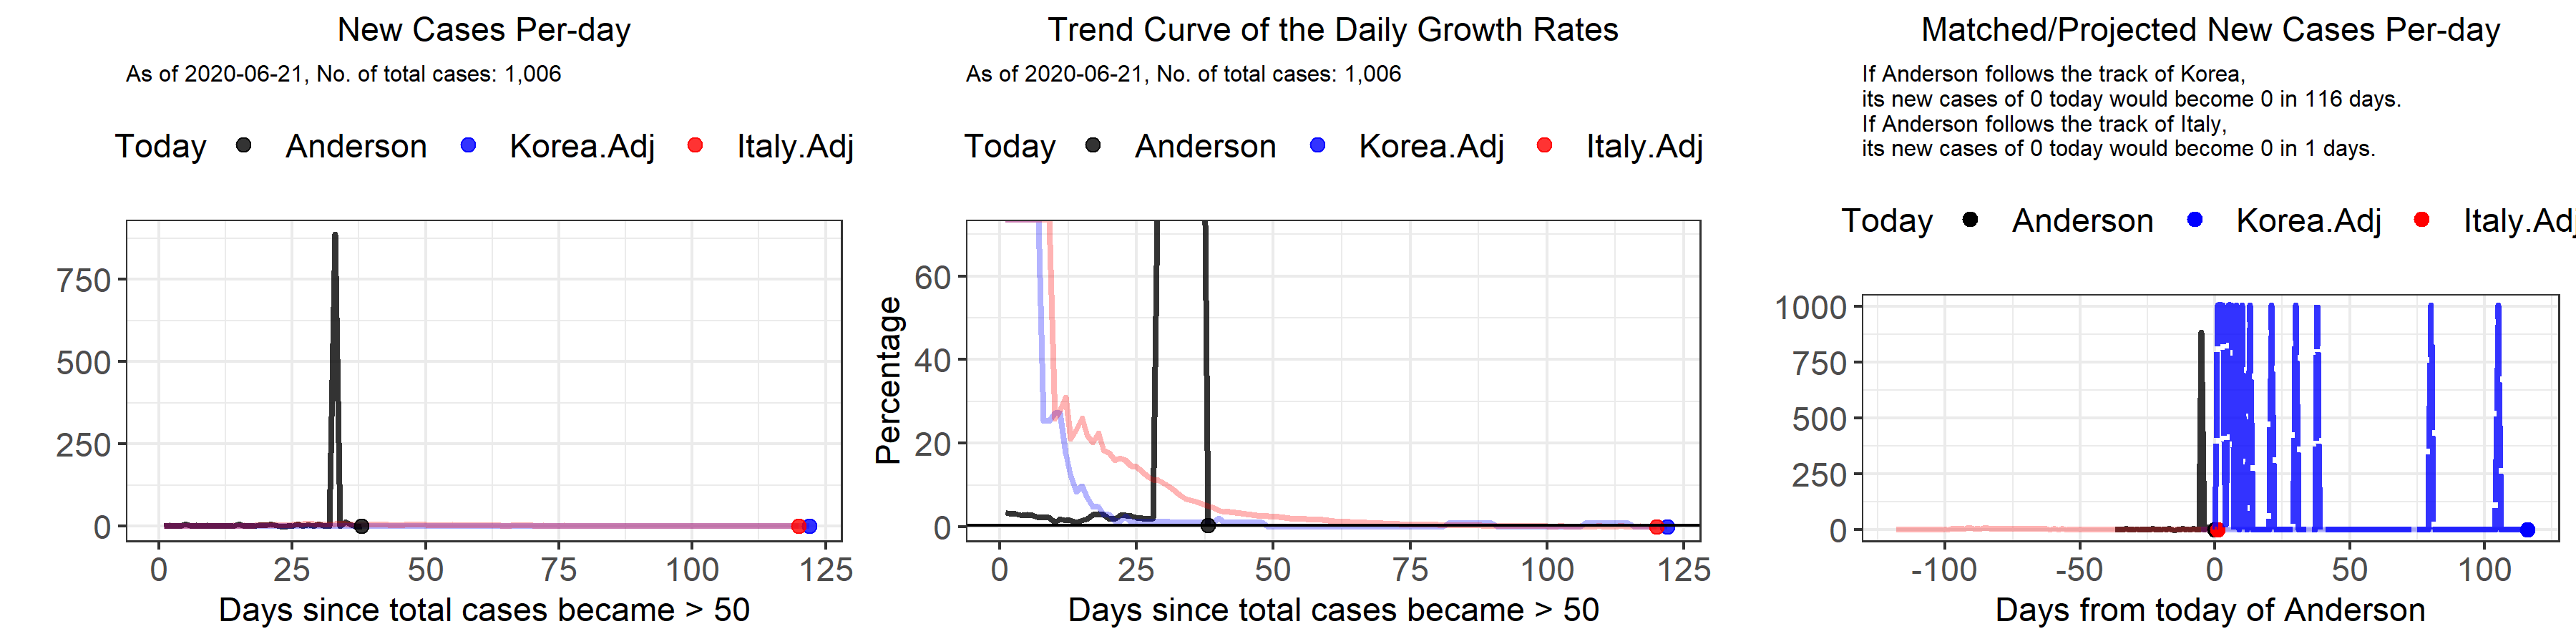 New Cases Per-day
As of 2020-06-21, No. of total cases: 1,006
Today Anderson Korea.Adj Italy.Adj
750
500
250
0
0 25 50 75 100 125
Days since total cases became > 50
Trend Curve of the Daily Growth Rates
As of 2020-06-21, No. of total cases: 1,006
Today Anderson Korea.Adj Italy.Adj
Percentage
60
40
20
0
0 25 50 75 100 125
Days since total cases became > 50
Matched/Projected New Cases Per-day
If Anderson follows the track of Korea,
its new cases of 0 today would become 0 in 116 days.
If Anderson follows the track of Italy,
its new cases of 0 today would become 0 in 1 days.
Today Anderson Korea.Adj Italy.Adj
1000
750
500
250
0
-100 -50 0 50 100
Days from today of Anderson